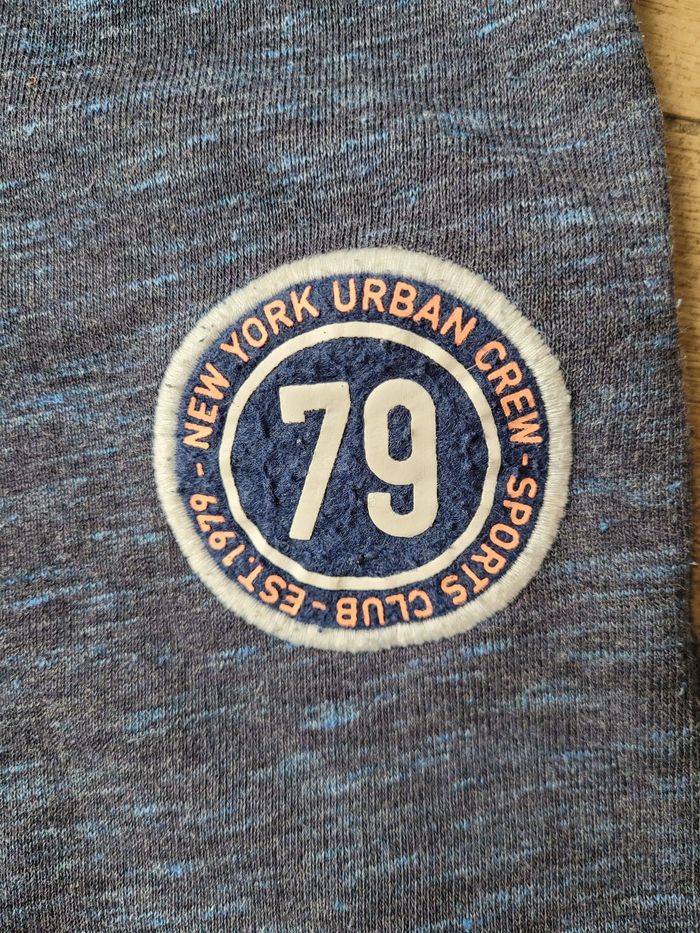 NEW YORK URBAN CREW - SPORTS CLUB - EST.1979 -
79